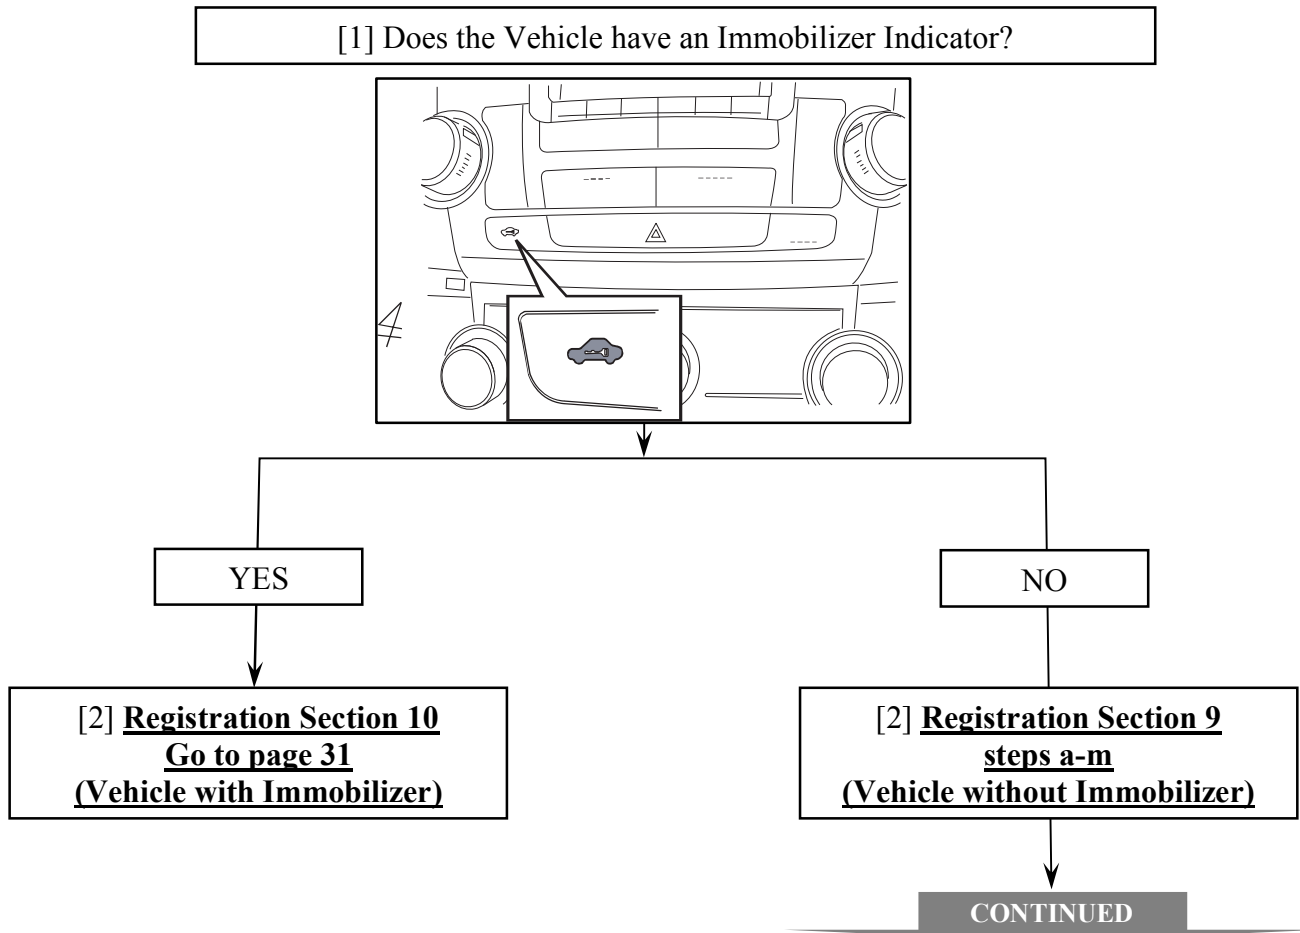 [1] Does the Vehicle have an Immobilizer Indicator?
YES
NO
[2] Registration Section 10
Go to page 31
(Vehicle with Immobilizer)
[2] Registration Section 9
steps a-m
(Vehicle without Immobilizer)
CONTINUED